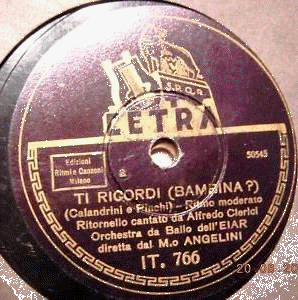 S.P.Q.R.
CETRA
Edizioni
Ritmi e Canzoni
Milano
50545
2
TI RICORDI (BAMBINA?)
(Calandrini e Rinchi) - Ritmo moderato
Ritornello cantato da Alfredo Clerici
Orchestra da Ballo dell'EIAR
diretta dal M.o ANGELINI
IT. 766